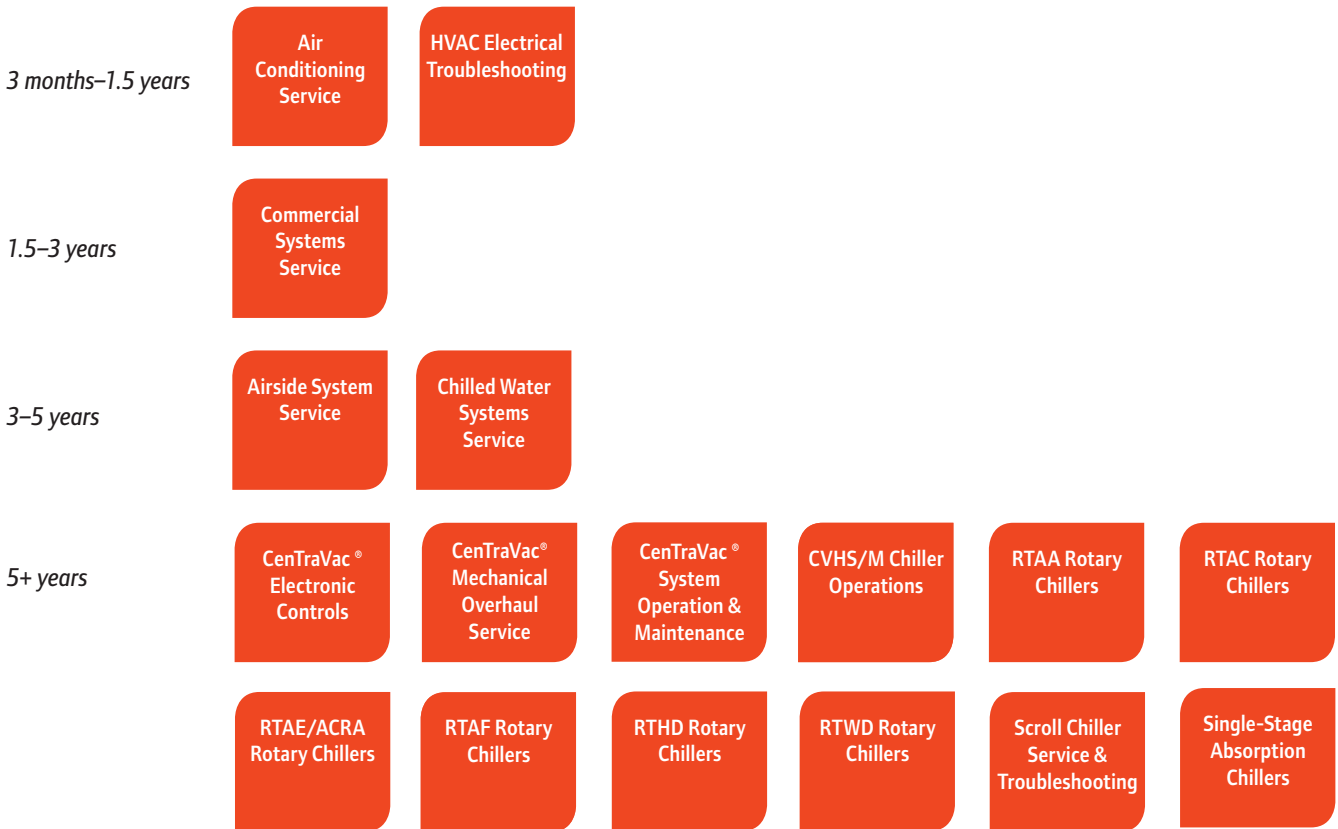 3 months–1.5 years
Air
Conditioning
Service
HVAC Electrical
Troubleshooting
1.5–3 years
Commercial
Systems
Service
3–5 years
Airside System
Service
Chilled Water
Systems
Service
5+ years
CenTraVac ®
Electronic
Controls
CenTraVac®
Mechanical
Overhaul
Service
CenTraVac ®
System
Operation &
Maintenance
CVHS/M Chiller
Operations
RTAA Rotary
Chillers
RTAC Rotary
Chillers
RTAE/ACRA
Rotary Chillers
RTAF Rotary
Chillers
RTHD Rotary
Chillers
RTWD Rotary
Chillers
Scroll Chiller
Service &
Troubleshooting
Single-Stage
Absorption
Chillers